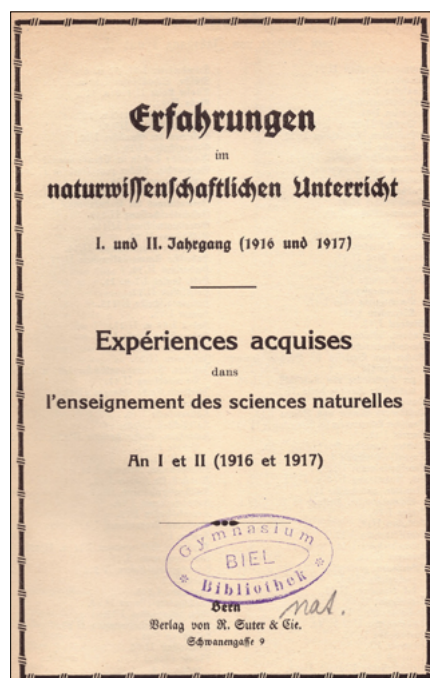 Erfahrungen
im
naturwissenschaftlichen Unterricht
I. und II. Jahrgang (1916 und 1917)
Expériences acquises
dans
l'enseignement des sciences naturelles
An I et II (1916 et 1917)
Gymnasium
BIEL
Bibliothek
Bern
nat.
Verlag von R. Suter & Cie.
Schwanengasse 9